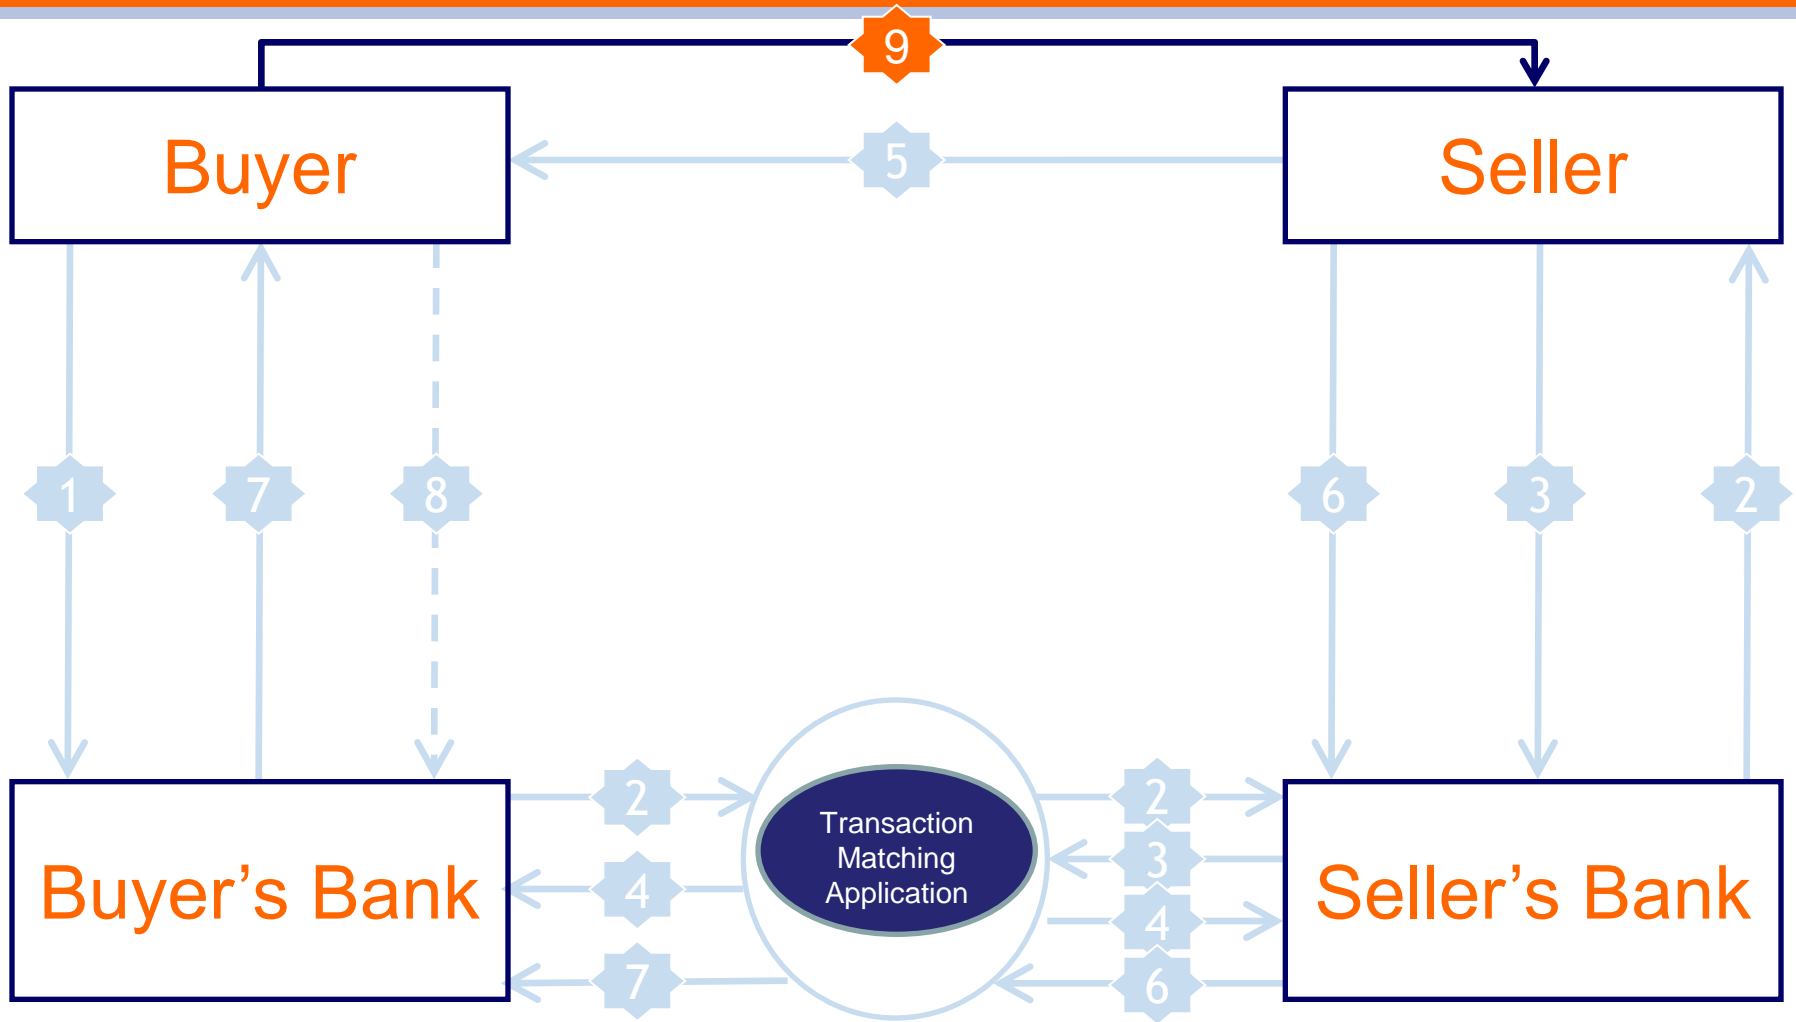 9
Buyer
5
Seller
1
7
8
6
3
2
2
2
Transaction
Matching
Application
3
Buyer’s Bank
4
Seller’s Bank
4
7
6